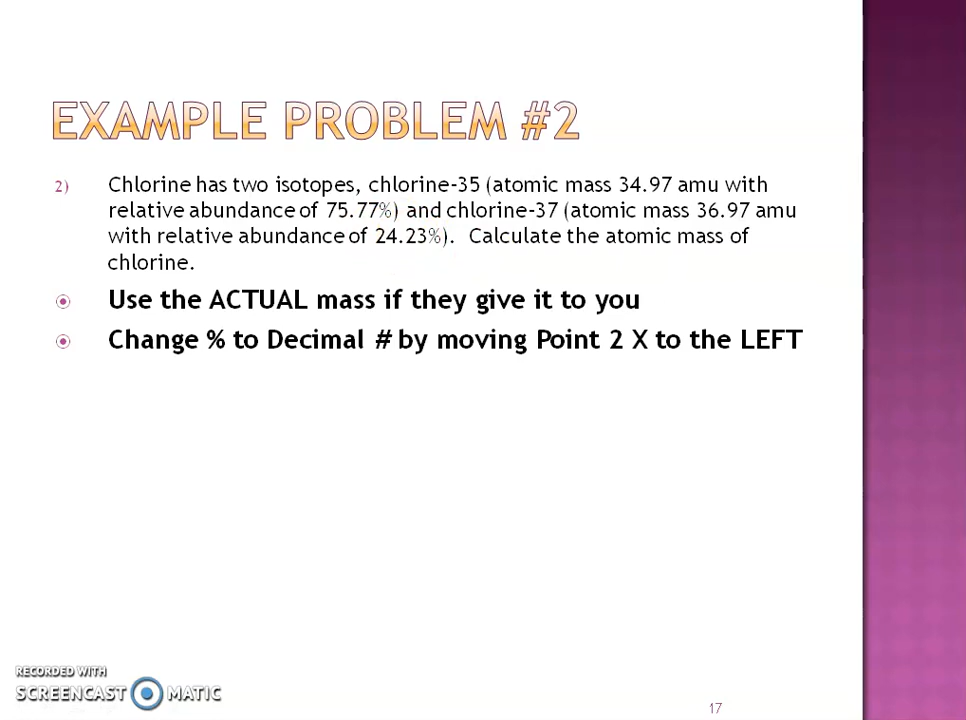 EXAMPLE PROBLEM #2
2) Chlorine has two isotopes, chlorine-35 (atomic mass 34.97 amu with
relative abundance of 75.77%) and chlorine-37 (atomic mass 36.97 amu
with relative abundance of 24.23%). Calculate the atomic mass of
chlorine.
Use the ACTUAL mass if they give it to you
Change % to Decimal # by moving Point 2 X to the LEFT
RECORDED WITH
SCREENCAST MATIC
17